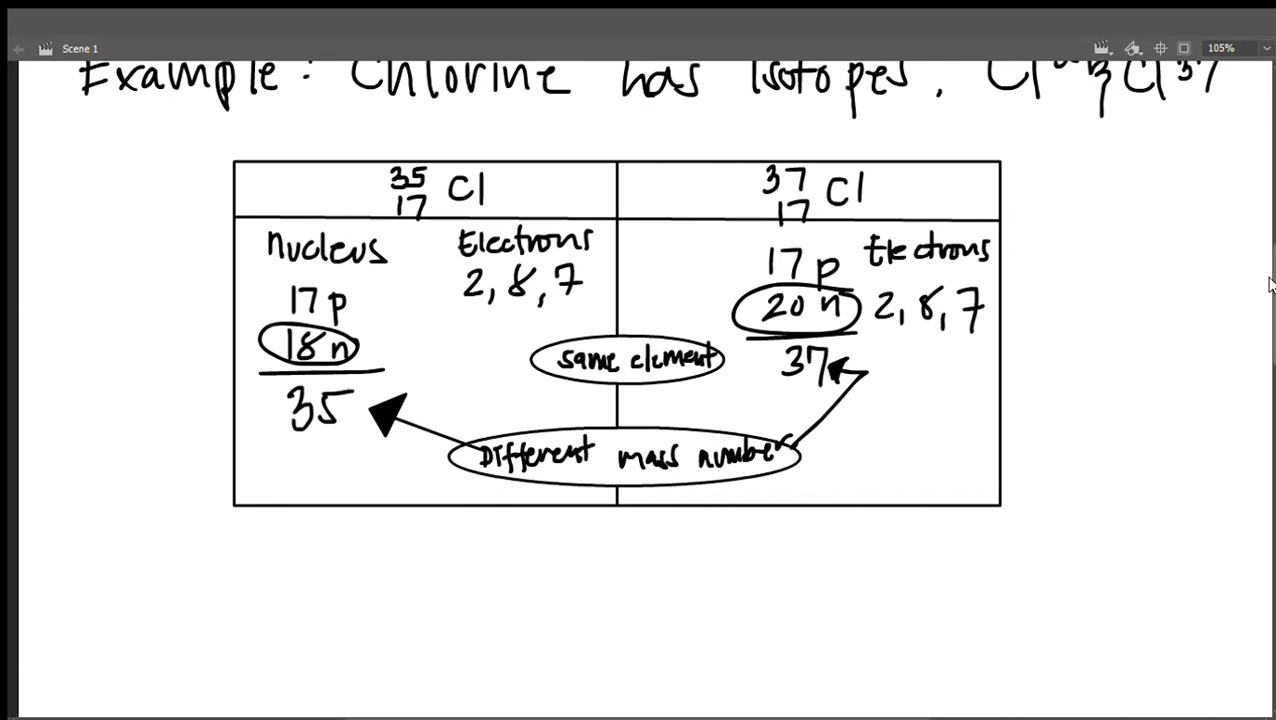 Scene 1
105%
Example: Chlorine has isotopes. Cl 37
35
17 Cl
37
17 Cl
Nucleus
17 p
18 n
35
Electrons
2, 8, 7
17 p
20 n
37
Electrons
2, 8, 7
same element
Different mass number